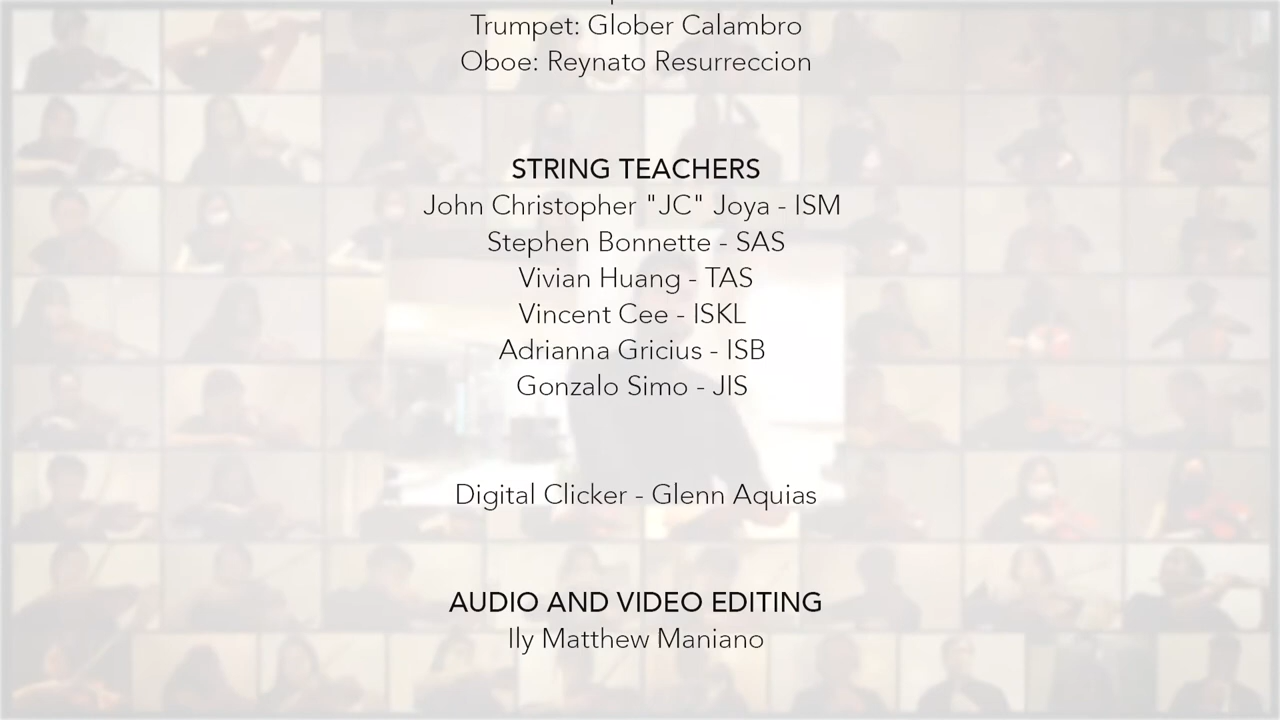 Trumpet: Glober Calambro
Oboe: Reynato Resurreccion
STRING TEACHERS
John Christopher "JC" Joya - ISM
Stephen Bonnette - SAS
Vivian Huang - TAS
Vincent Cee - ISKL
Adrianna Gricius - ISB
Gonzalo Simo - JIS
Digital Clicker - Glenn Aquias
AUDIO AND VIDEO EDITING
Ily Matthew Maniano